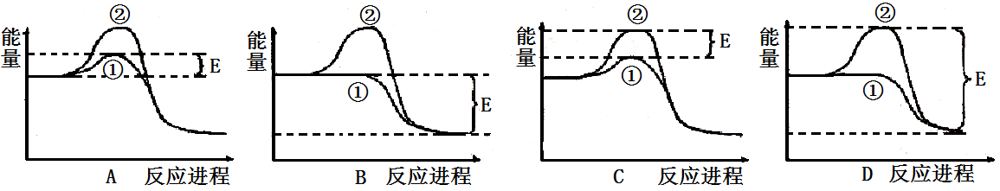 能量 ② ① E A 反应进程
能量 ② ① E B 反应进程
能量 ② ① E C 反应进程
能量 ② ① E D 反应进程